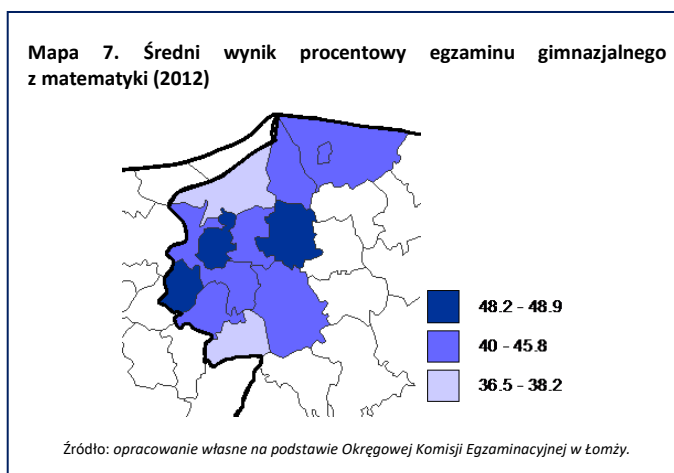 Mapa 7. Średni wynik procentowy egzaminu gimnazjalnego
z matematyki (2012)
48.2 - 48.9
40 - 45.8
36.5 - 38.2
Źródło: opracowanie własne na podstawie Okręgowej Komisji Egzaminacyjnej w Łomży.